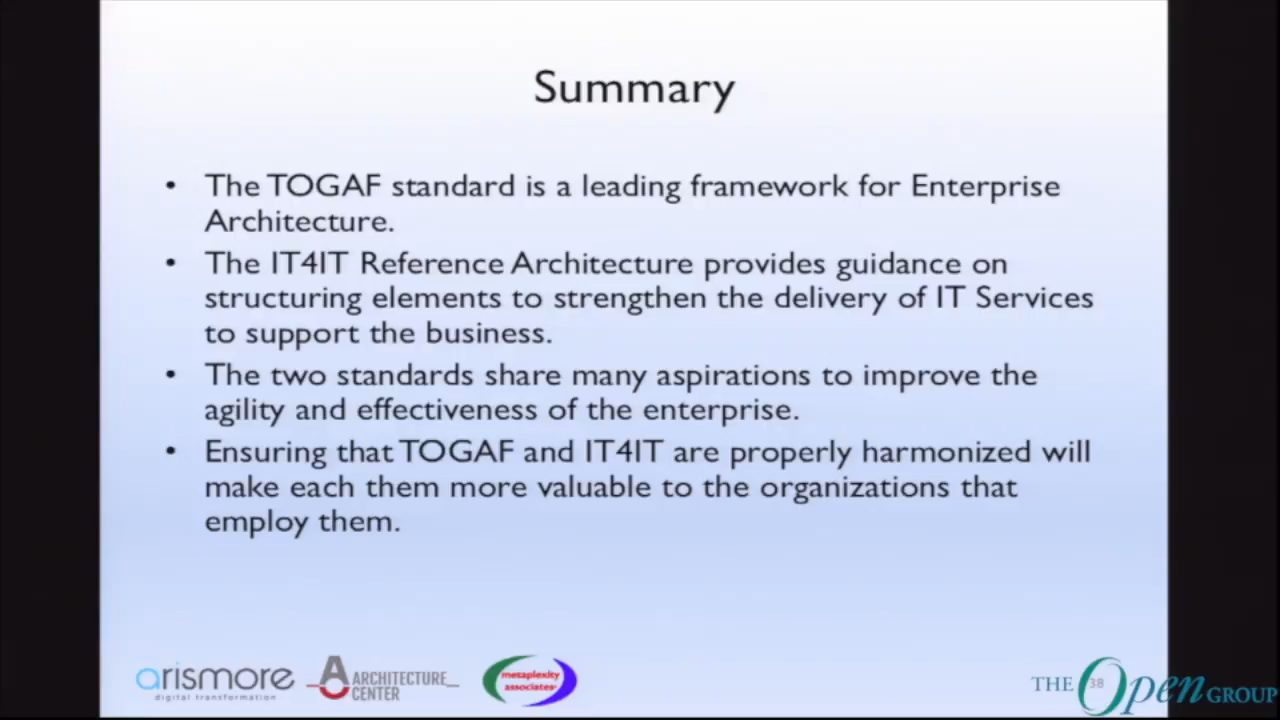 Summary
• The TOGAF standard is a leading framework for Enterprise
Architecture.
• The IT4IT Reference Architecture provides guidance on
structuring elements to strengthen the delivery of IT Services
to support the business.
• The two standards share many aspirations to improve the
agility and effectiveness of the enterprise.
• Ensuring that TOGAF and IT4IT are properly harmonized will
make each them more valuable to the organizations that
employ them.
arismore
digital transformation
ARCHITECTURE
CENTER
metaplexity
associates
THE Open GROUP
38